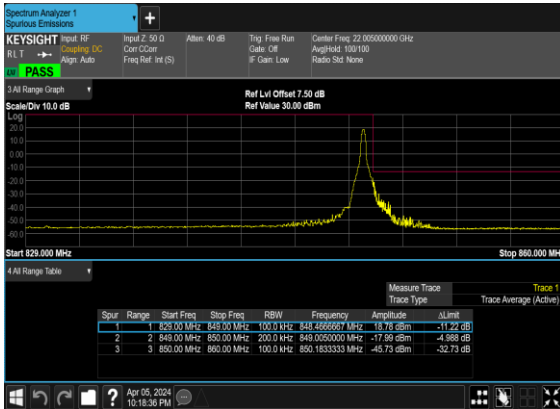 Spectrum Analyzer 1
Spurious Emissions
+
KEYSIGHT Input: RF Input Z: 50 Ω Atten: 40 dB Trig: Free Run Center Freq: 22.005000000 GHz
RLT Coupling: DC Corr CCorr Gate: Off Avg|Hold: 100/100
Align: Auto Freq Ref: Int (S) IF Gain: Low Radio Std: None
PASS
3 All Range Graph
Ref Lvl Offset 7.50 dB
Scale/Div 10.0 dB Ref Value 30.00 dBm
Log
20.0
10.0
0.00
-10.0
-20.0
-30.0
-40.0
-50.0
-60.0
Start 829.000 MHz Stop 860.000 MH
4 All Range Table
Measure Trace Trace 1
Trace Type Trace Average (Active)
Spur Range Start Freq Stop Freq RBW Frequency Amplitude ΔLimit
1 1 829.00 MHz 849.00 MHz 100.0 kHz 848.4666667 MHz 18.78 dBm -11.22 dB
2 2 849.00 MHz 850.00 MHz 200.0 kHz 849.0050000 MHz -17.99 dBm -4.988 dB
3 3 850.00 MHz 860.00 MHz 100.0 kHz 850.1833333 MHz -45.73 dBm -32.73 dB
? Apr 05, 2024
10:18:36 PM